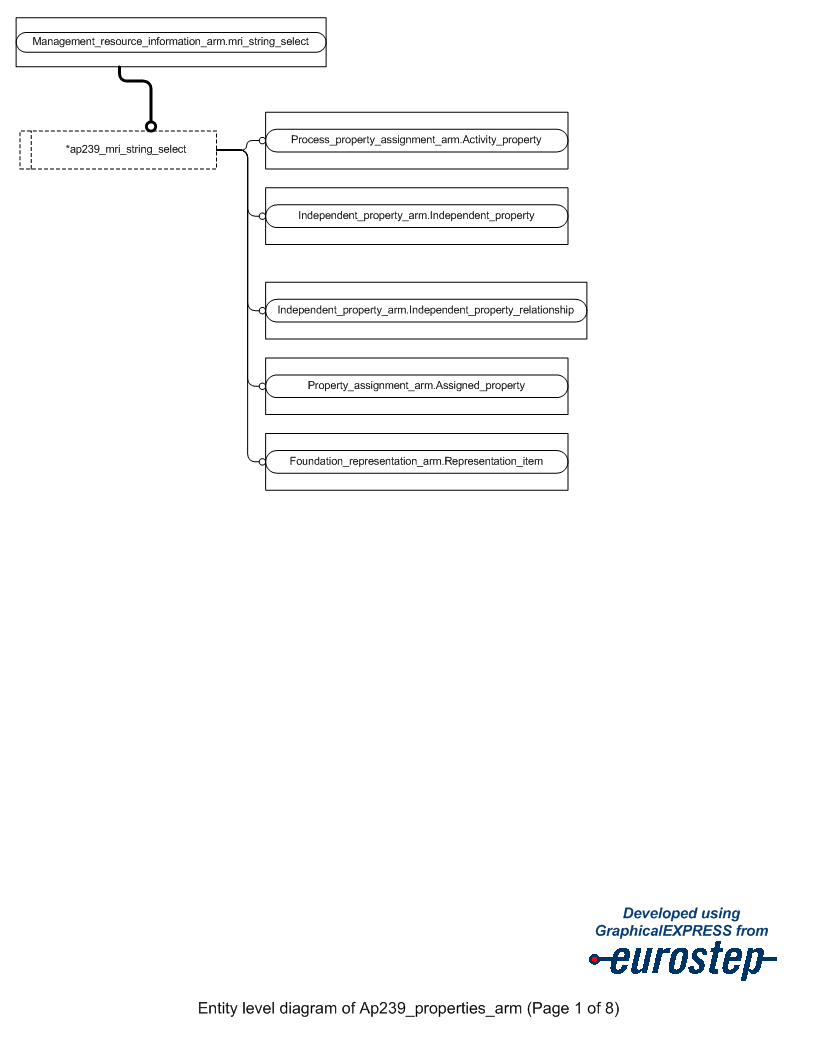 Management_resource_information_arm.mri_string_select
*ap239_mri_string_select
Process_property_assignment_arm.Activity_property
Independent_property_arm.Independent_property
Independent_property_arm.Independent_property_relationship
Property_assignment_arm.Assigned_property
Foundation_representation_arm.Representation_item
Developed using
GraphicalEXPRESS from
eurostep
Entity level diagram of Ap239_properties_arm (Page 1 of 8)